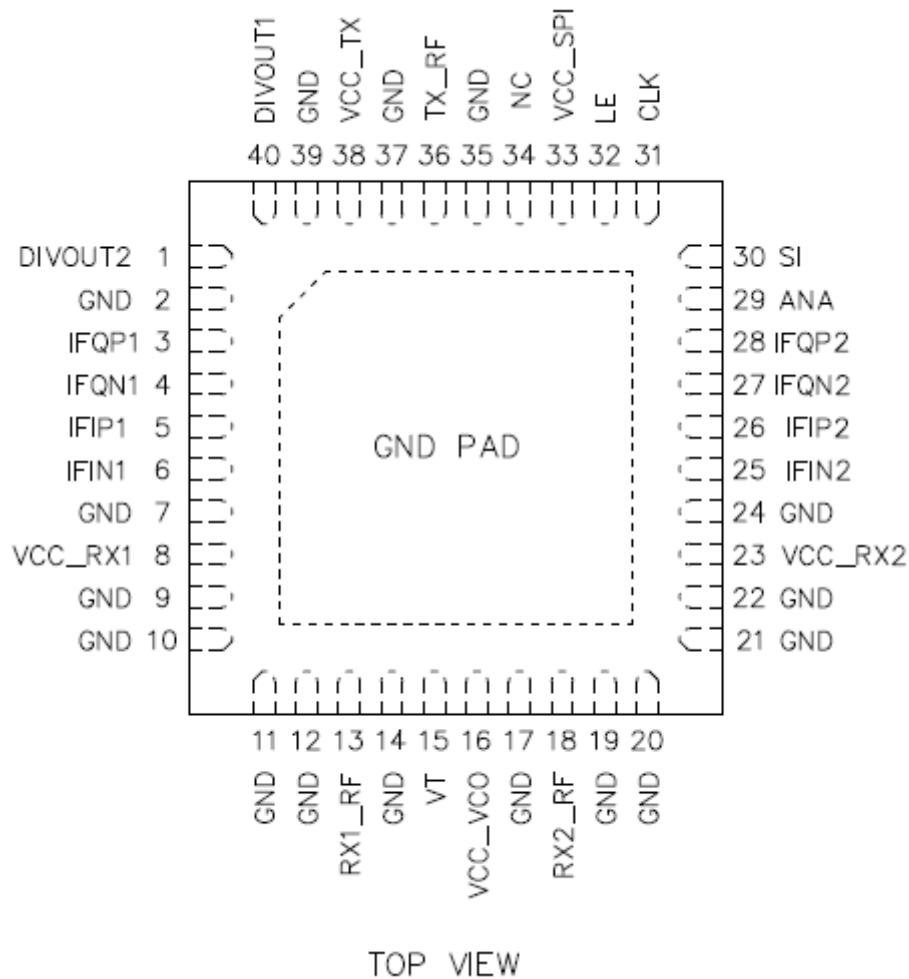 DIVOUT1 GND VCC_TX GND TX_RF GND NC VCC_SPI LE CLK
40 39 38 37 36 35 34 33 32 31
DIVOUT2 1
GND 2
IFQP1 3
IFQN1 4
IFIP1 5
IFIN1 6
GND 7
VCC_RX1 8
GND 9
GND 10
GND PAD
30 SI
29 ANA
28 IFQP2
27 IFQN2
26 IFIP2
25 IFIN2
24 GND
23 VCC_RX2
22 GND
21 GND
11 12 13 14 15 16 17 18 19 20
GND GND RX1_RF GND VT VCC_VCO GND RX2_RF GND GND
TOP VIEW